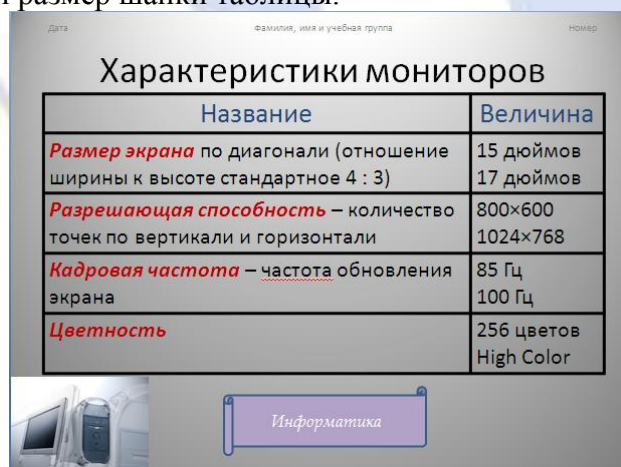 размер шапки таблицы.
Дата Фамилия, имя и учебная группа Номер
Характеристики мониторов
Название Величина
Размер экрана по диагонали (отношение 15 дюймов
ширины к высоте стандартное 4 : 3) 17 дюймов
Разрешающая способность – количество 800×600
точек по вертикали и горизонтали 1024×768
Кадровая частота – частота обновления 85 Гц
экрана 100 Гц
Цветность 256 цветов
High Color
Информатика